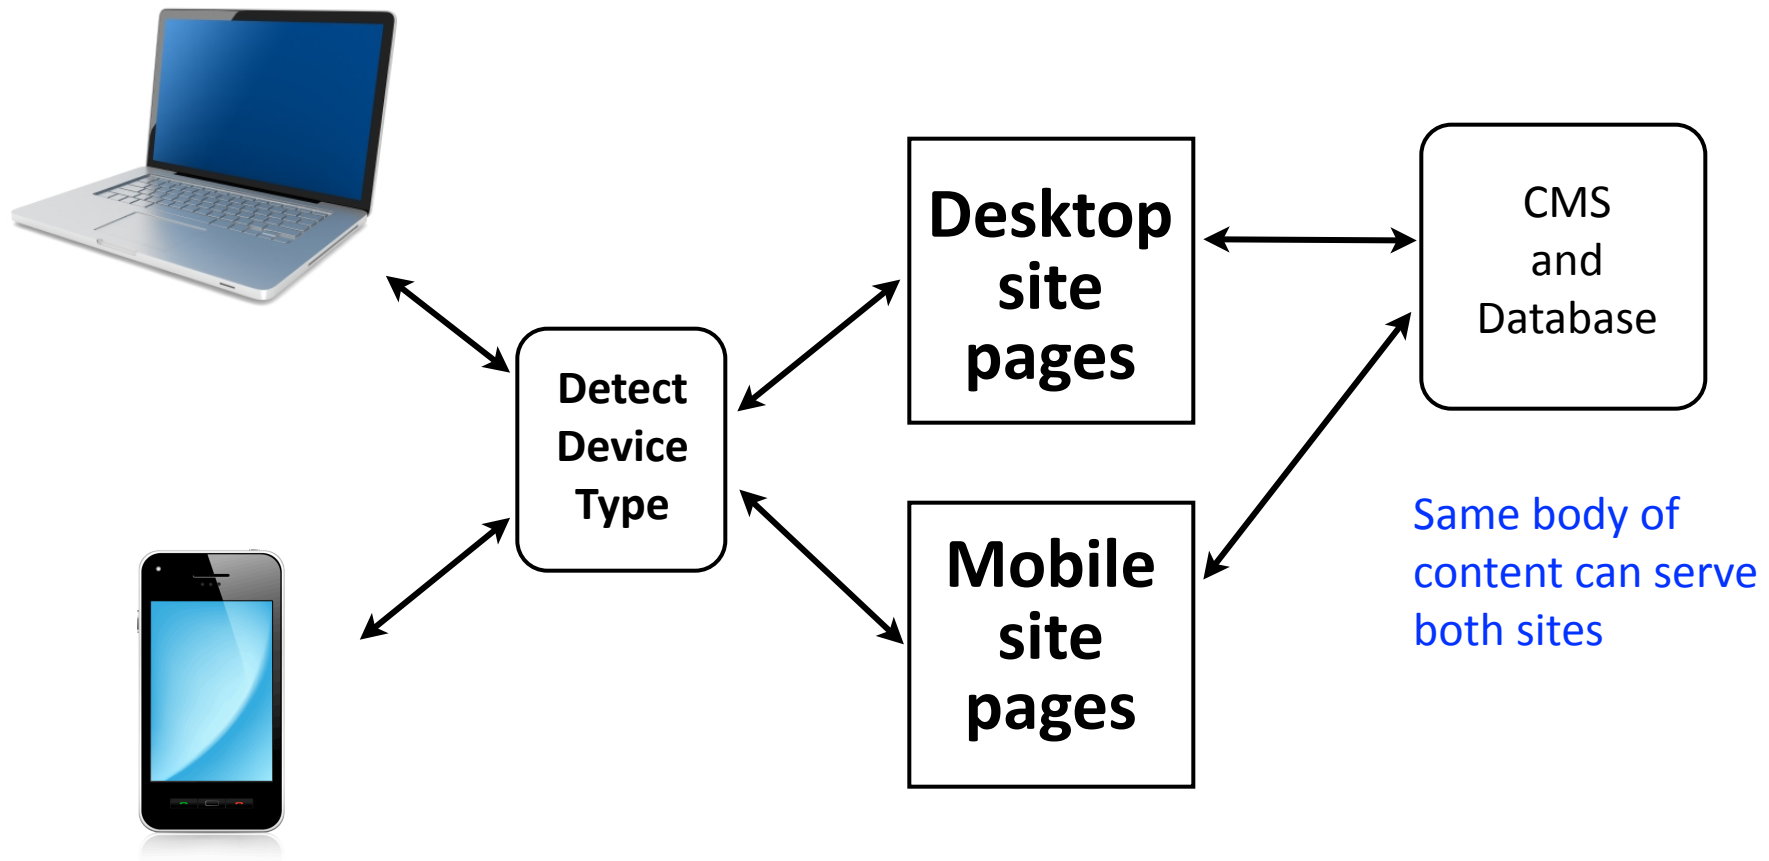 Detect
Device
Type
Desktop
site
pages
Mobile
site
pages
CMS
and
Database
Same body of
content can serve
both sites